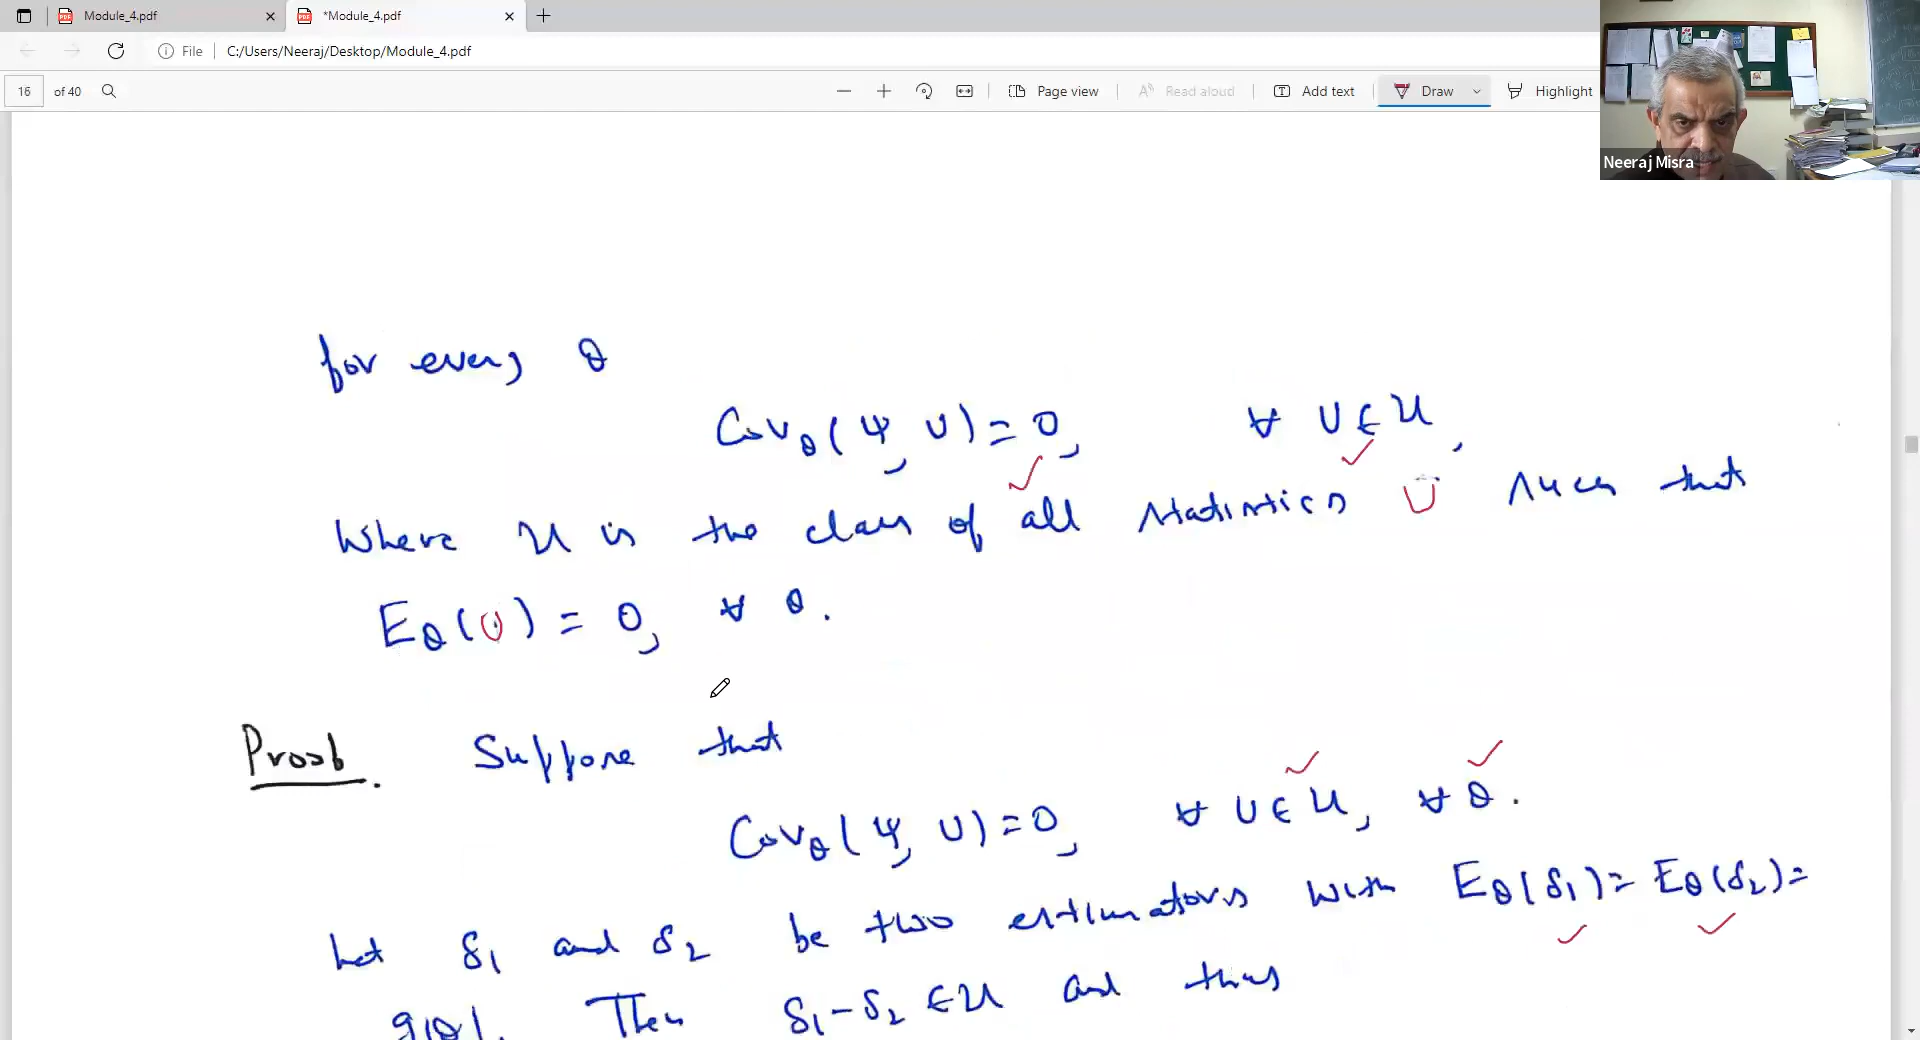 Module_4.pdf
*Module_4.pdf
File
C:/Users/Neeraj/Desktop/Module_4.pdf
16 of 40
Page view
Read aloud
Add text
Draw
Highlight
Neeraj Misra
for every θ
Cov_θ(ψ, U) = 0, ∀ U ∈ 𝒰,
Where 𝒰 is the class of all statistics U such that
E_θ(U) = 0, ∀ θ.
Proof. Suppose that
Cov_θ(ψ, U) = 0, ∀ U ∈ 𝒰, ∀ θ.
Let δ₁ and δ₂ be two estimators with E_θ(δ₁) = E_θ(δ₂) =
g(θ). Then δ₁ - δ₂ ∈ 𝒰 and thus